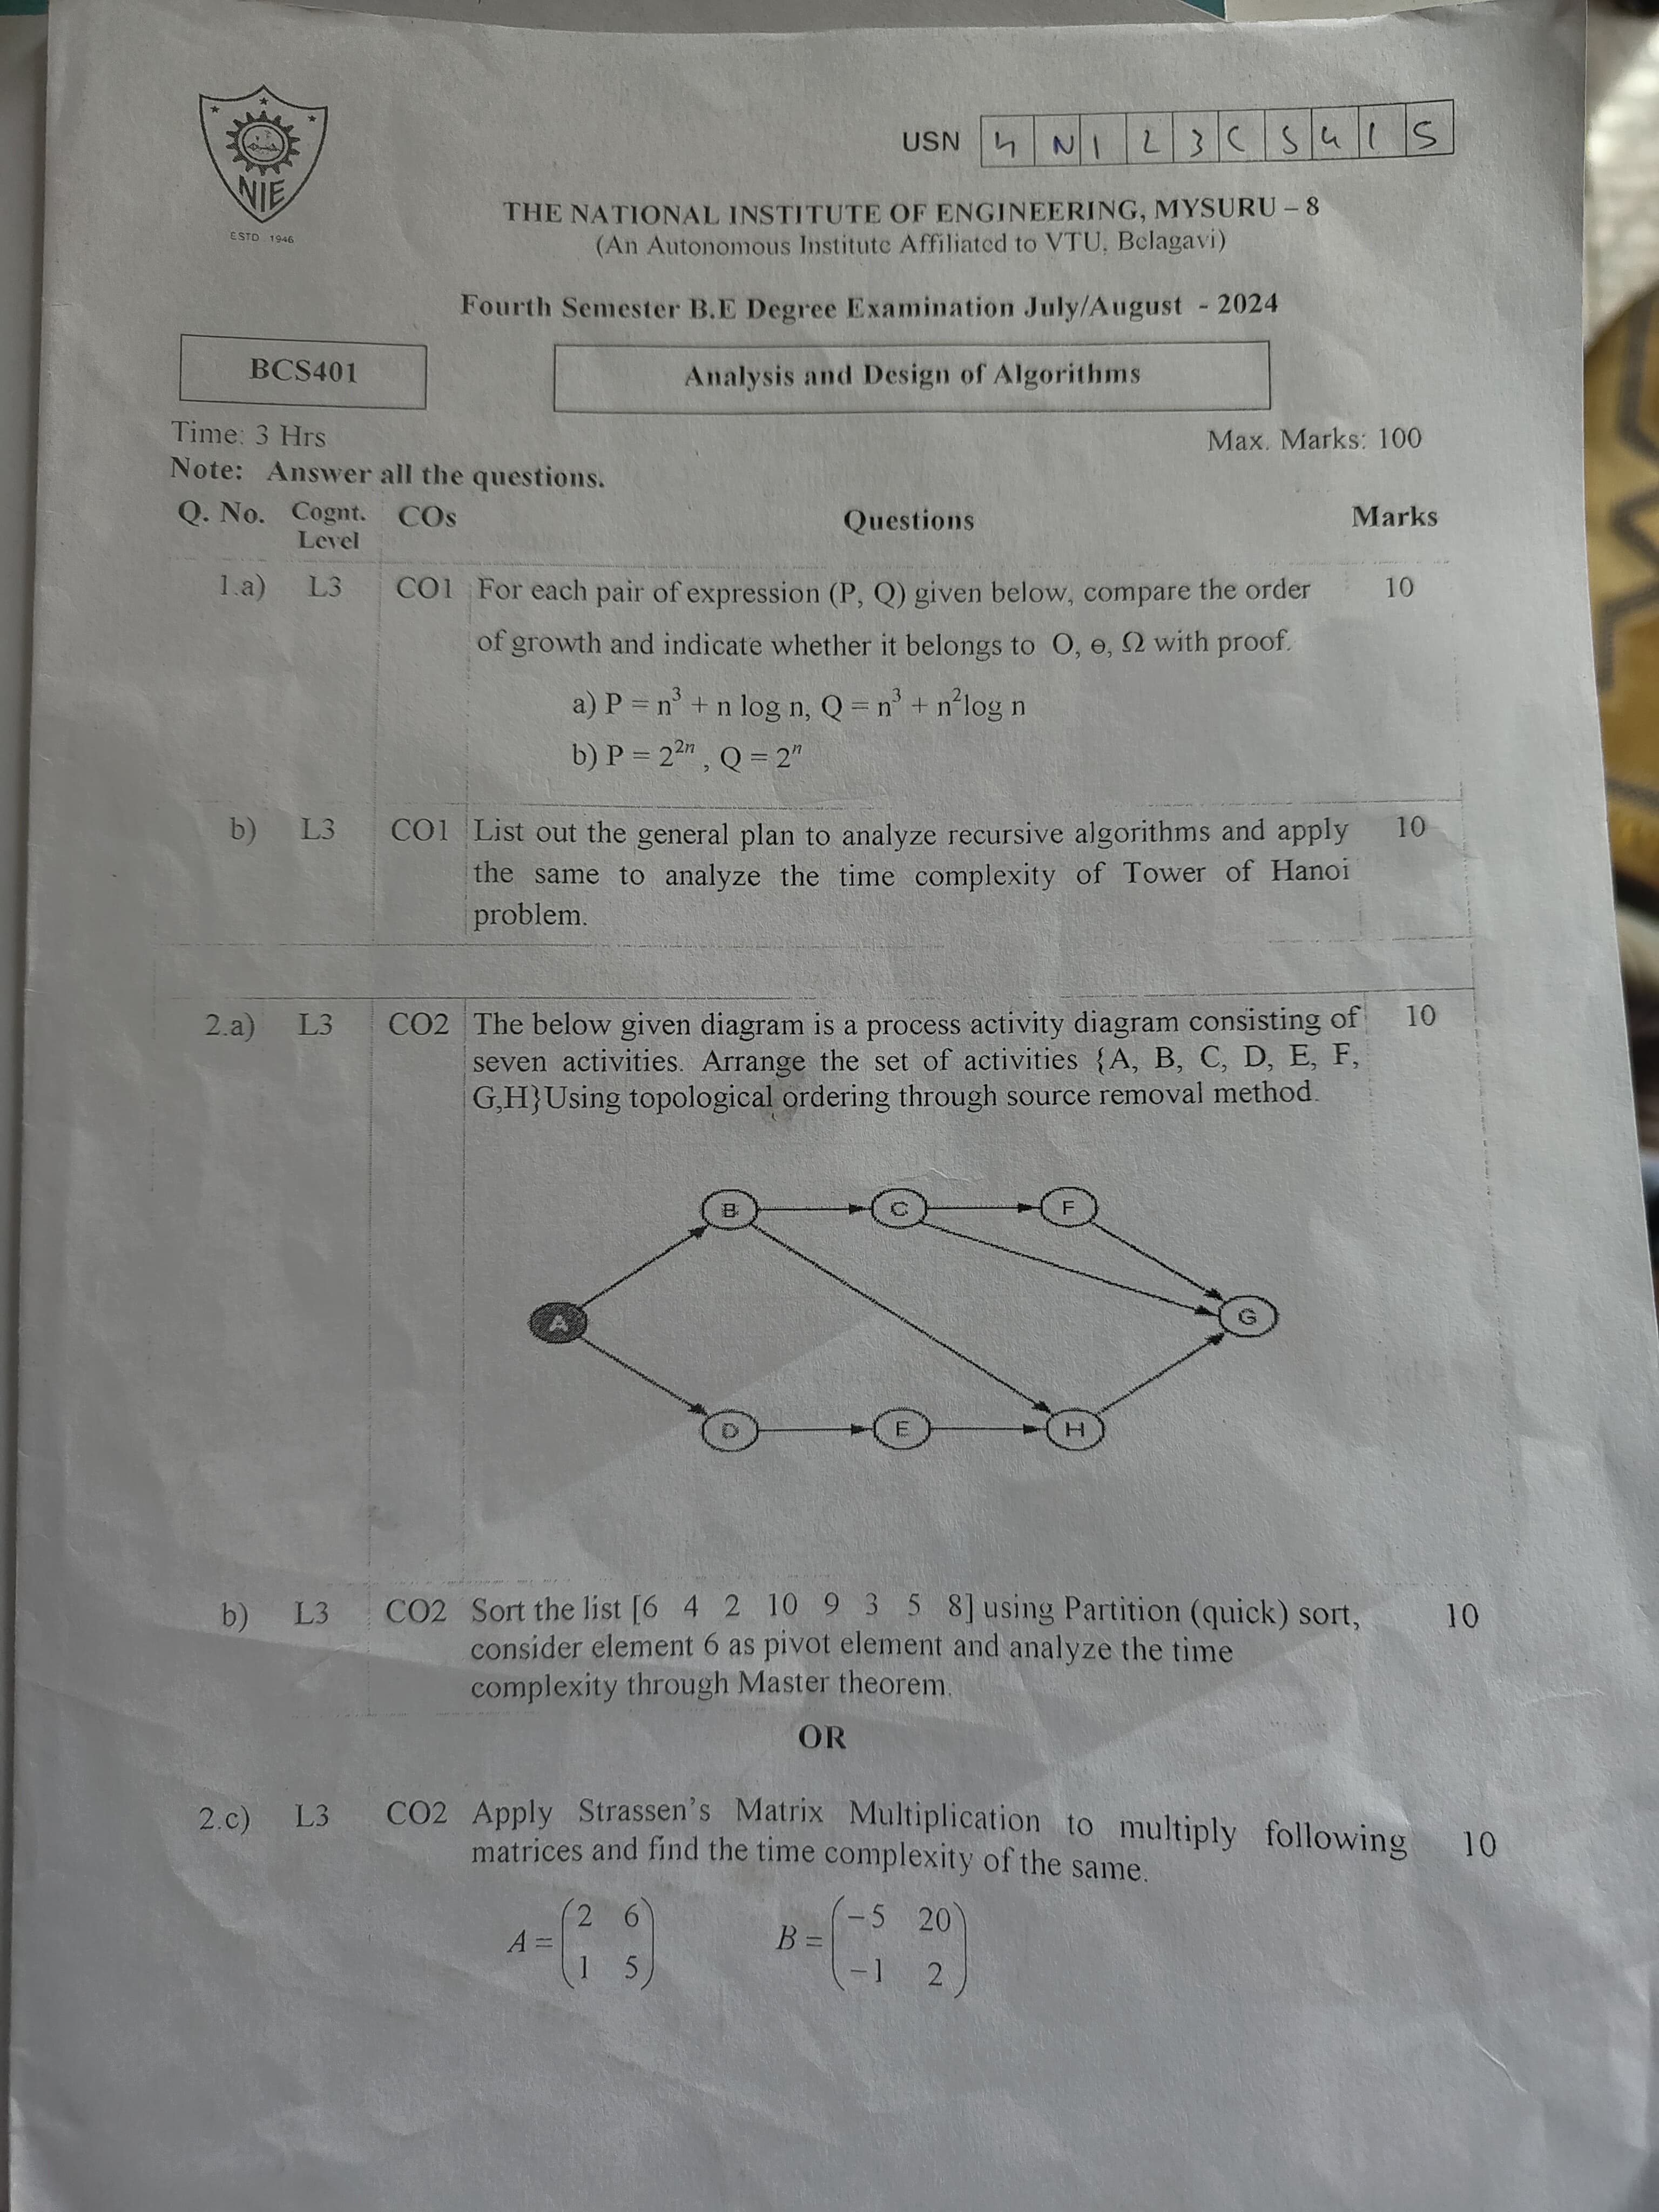 NIE
ESTD 1946
USN 4 N I 2 3 C S 4 1 5
THE NATIONAL INSTITUTE OF ENGINEERING, MYSURU – 8
(An Autonomous Institute Affiliated to VTU, Belagavi)
Fourth Semester B.E Degree Examination July/August - 2024
BCS401
Analysis and Design of Algorithms
Time: 3 Hrs
Max. Marks: 100
Note: Answer all the questions.
Q. No. Cognt. COs Questions Marks
Level
1.a) L3 CO1 For each pair of expression (P, Q) given below, compare the order 10
of growth and indicate whether it belongs to O, ɵ, Ω with proof.
a) P = n³ + n log n, Q = n³ + n²log n
b) P = 2²ⁿ , Q = 2ⁿ
b) L3 CO1 List out the general plan to analyze recursive algorithms and apply 10
the same to analyze the time complexity of Tower of Hanoi
problem.
2.a) L3 CO2 The below given diagram is a process activity diagram consisting of 10
seven activities. Arrange the set of activities {A, B, C, D, E, F,
G,H}Using topological ordering through source removal method.
B C F
A G
D E H
b) L3 CO2 Sort the list [6 4 2 10 9 3 5 8] using Partition (quick) sort, 10
consider element 6 as pivot element and analyze the time
complexity through Master theorem.
OR
2.c) L3 CO2 Apply Strassen's Matrix Multiplication to multiply following 10
matrices and find the time complexity of the same.
A = (2 6
1 5) B = (−5 20
−1 2)